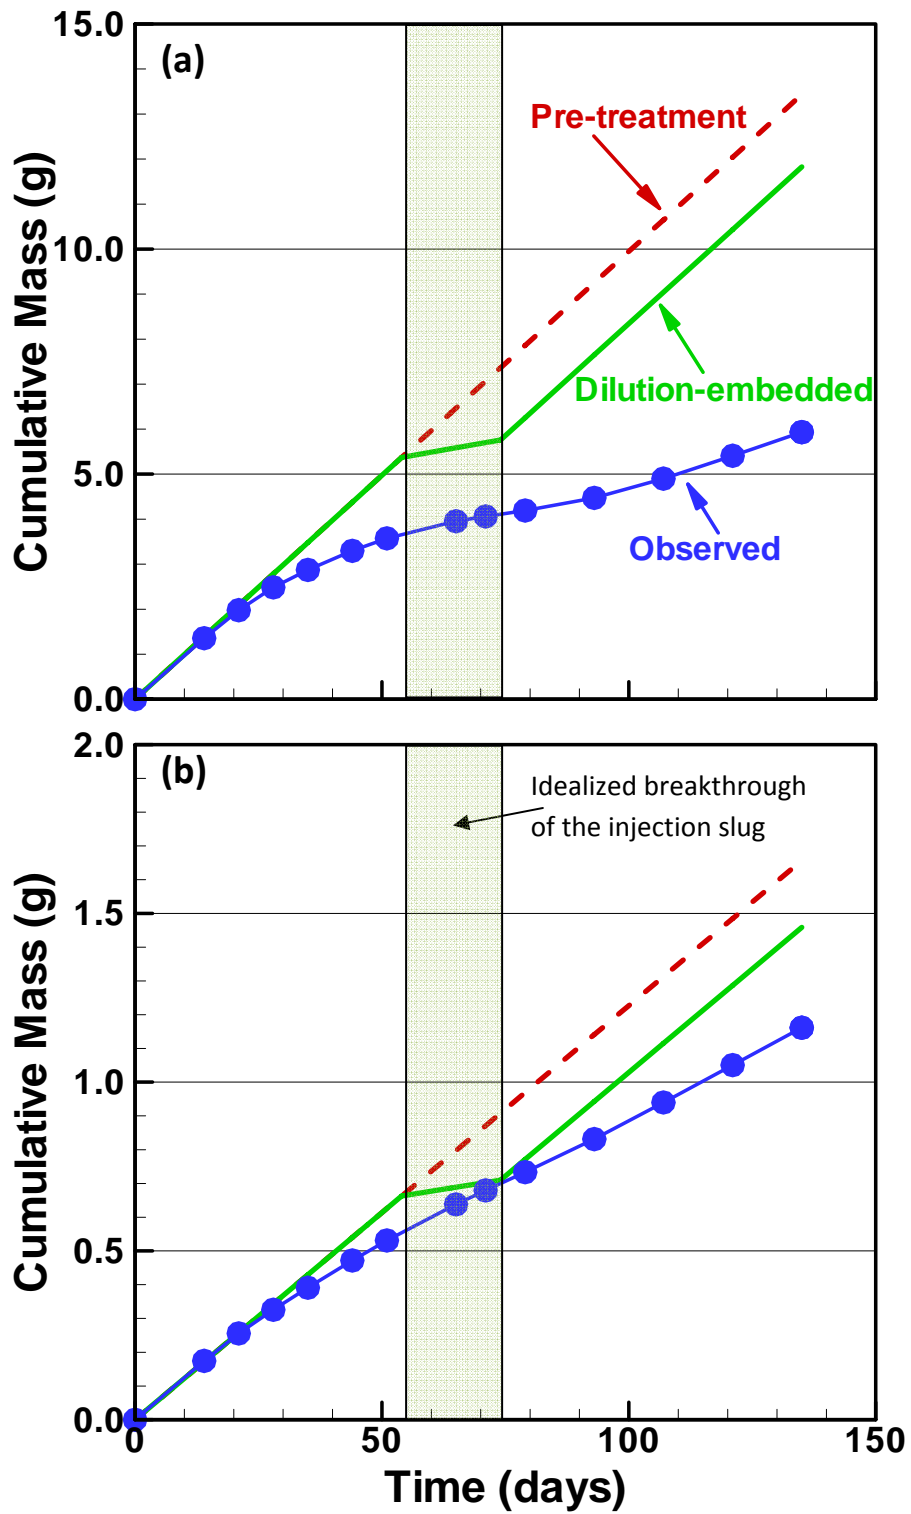 15.0
(a)
Pre-treatment
10.0
Dilution-embedded
5.0
Observed
0.0
Cumulative Mass (g)
2.0
(b)
Idealized breakthrough
of the injection slug
1.5
1.0
0.5
0.0
Cumulative Mass (g)
0 50 100 150
Time (days)